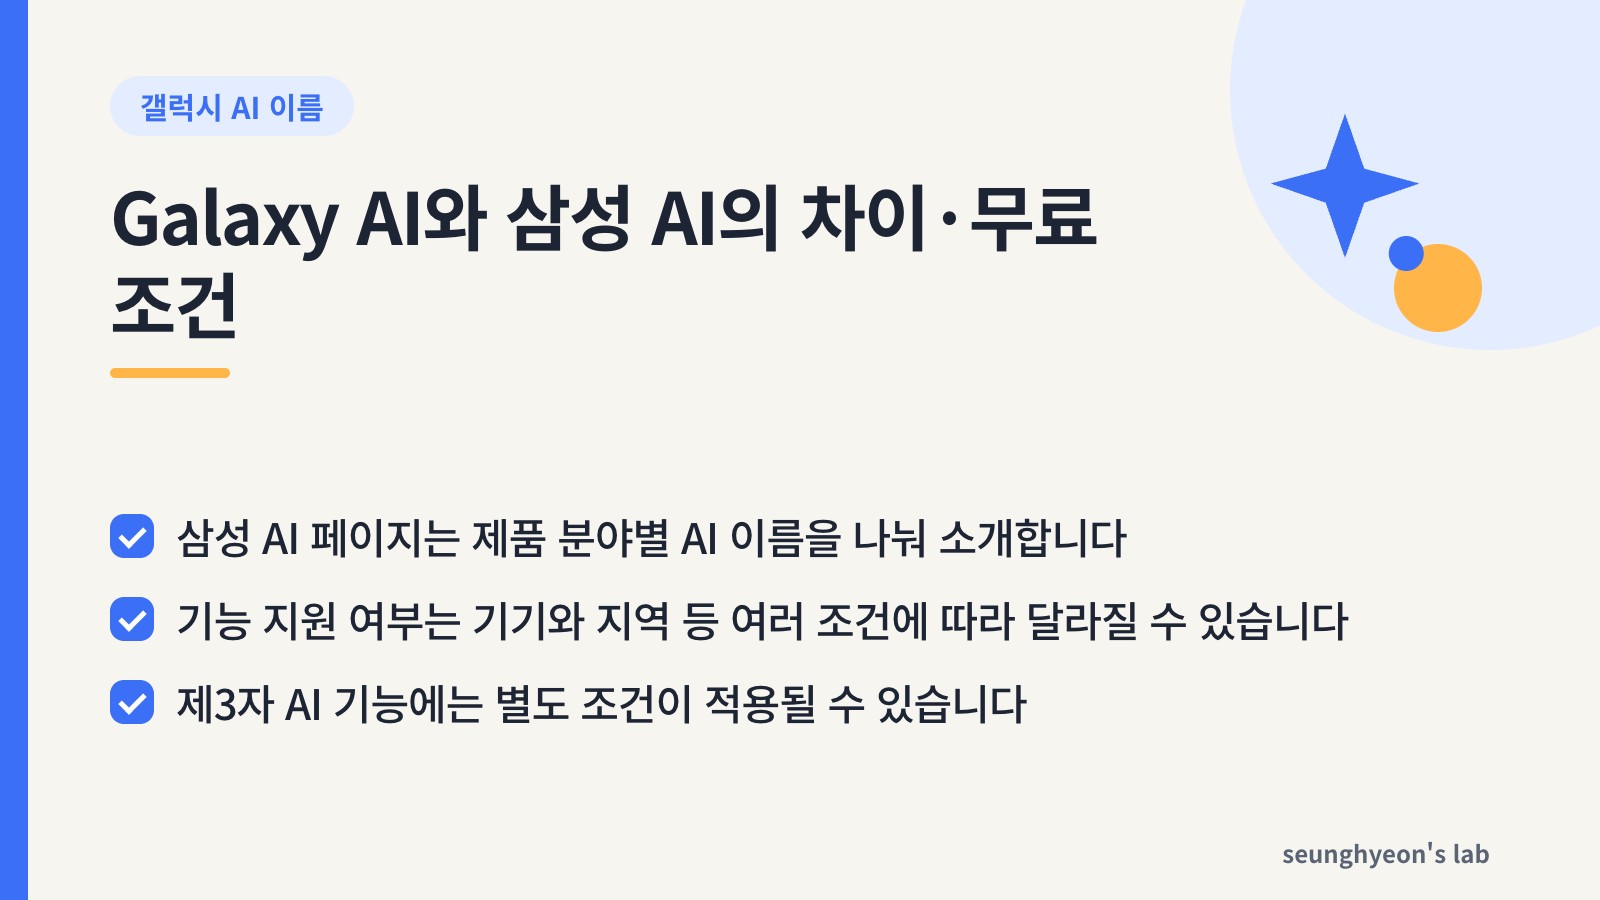 갤럭시 AI 이름
Galaxy AI와 삼성 AI의 차이·무료
조건
삼성 AI 페이지는 제품 분야별 AI 이름을 나눠 소개합니다
기능 지원 여부는 기기와 지역 등 여러 조건에 따라 달라질 수 있습니다
제3자 AI 기능에는 별도 조건이 적용될 수 있습니다
seunghyeon's lab